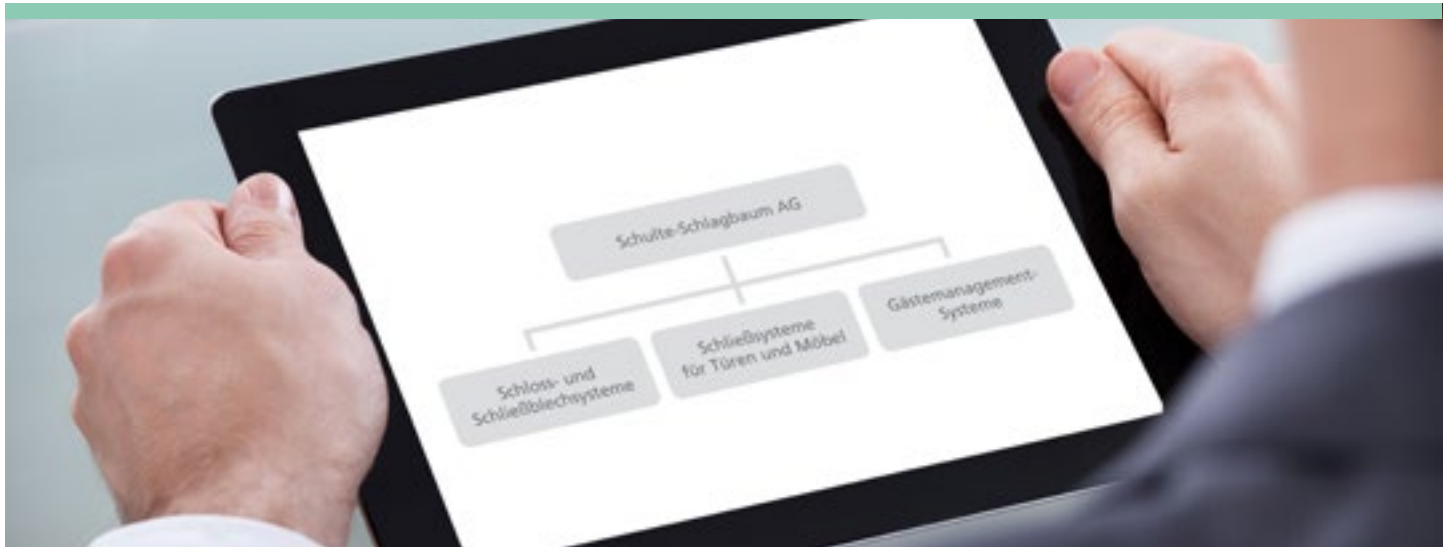 Schulte-Schlagbaum AG
Schloss- und
Schließblechsysteme
Schließsysteme
für Türen und Möbel
Gästemanagement-
Systeme